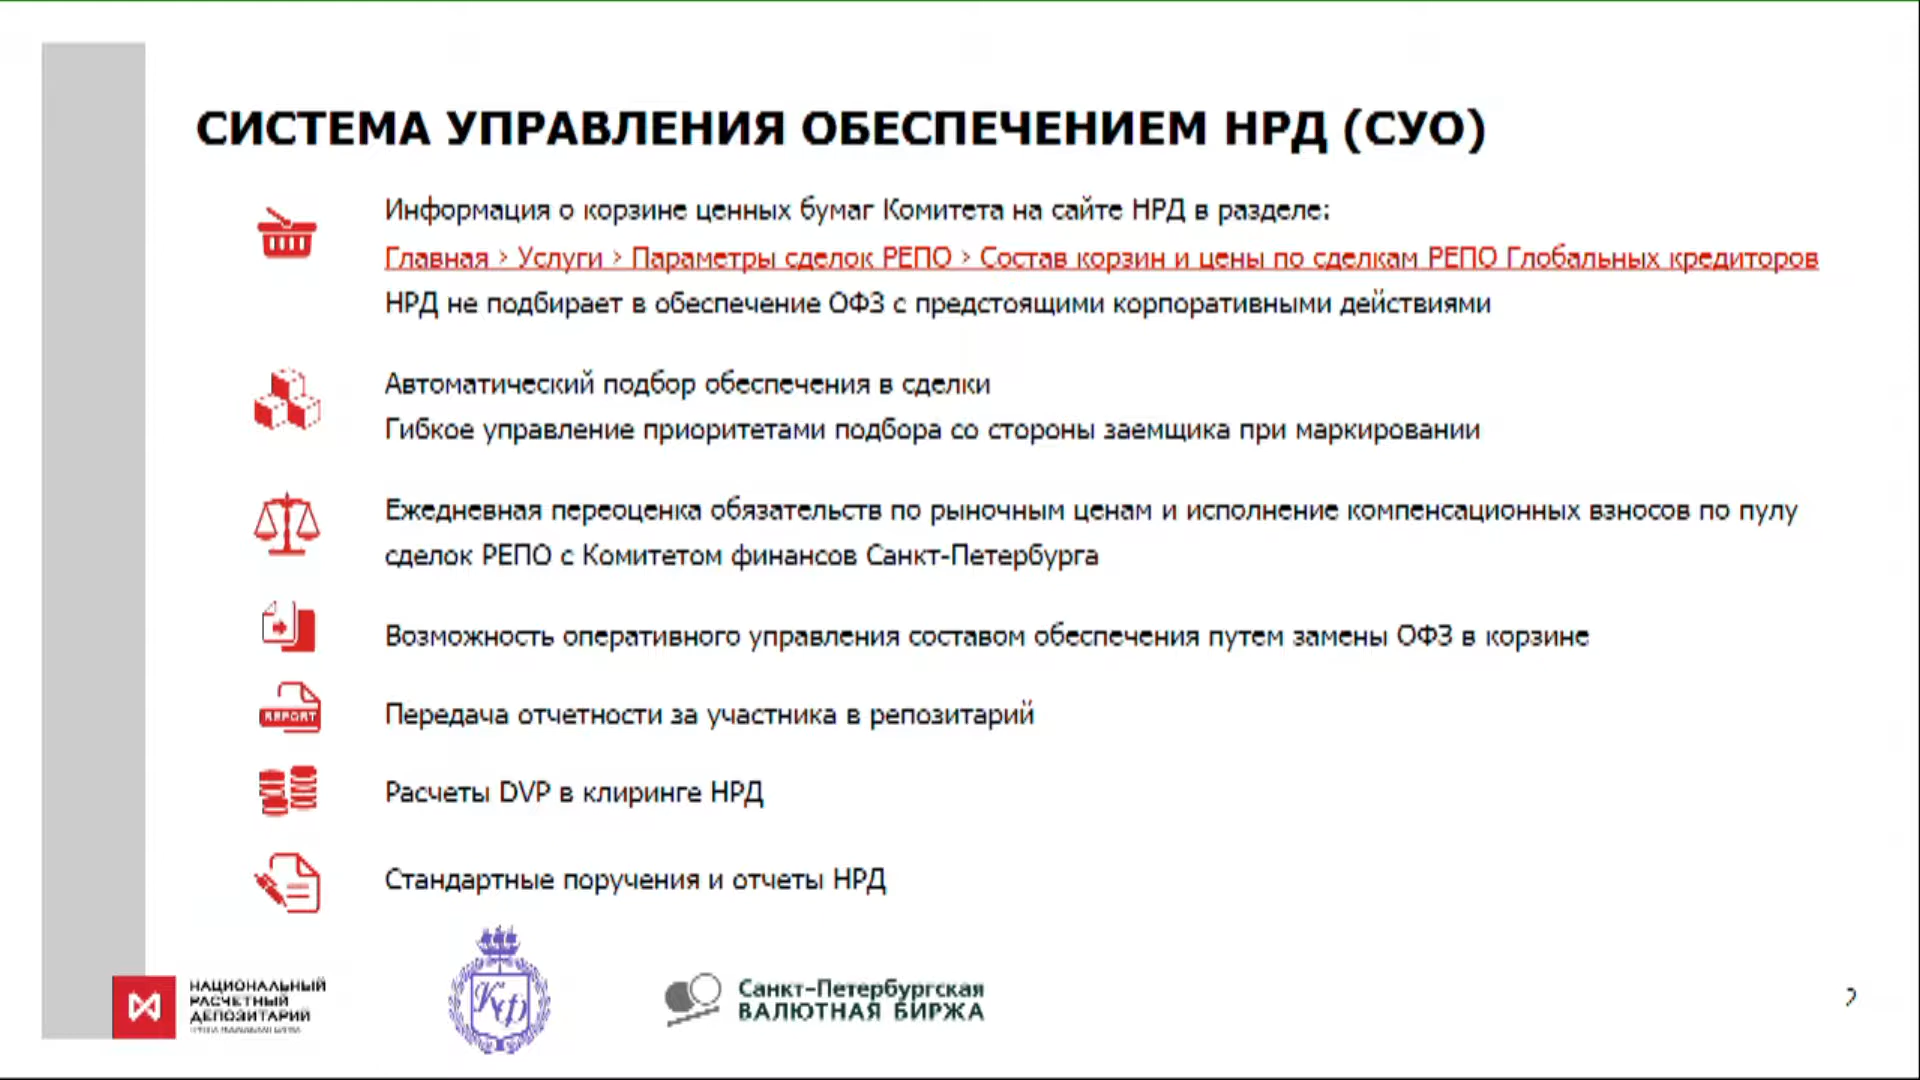 СИСТЕМА УПРАВЛЕНИЯ ОБЕСПЕЧЕНИЕМ НРД (СУО)
Информация о корзине ценных бумаг Комитета на сайте НРД в разделе:
Главная > Услуги > Параметры сделок РЕПО > Состав корзин и цены по сделкам РЕПО Глобальных кредиторов
НРД не подбирает в обеспечение ОФЗ с предстоящими корпоративными действиями
Автоматический подбор обеспечения в сделки
Гибкое управление приоритетами подбора со стороны заемщика при маркировании
Ежедневная переоценка обязательств по рыночным ценам и исполнение компенсационных взносов по пулу
сделок РЕПО с Комитетом финансов Санкт-Петербурга
Возможность оперативного управления составом обеспечения путем замены ОФЗ в корзине
REPORT
Передача отчетности за участника в репозитарий
Расчеты DVP в клиринге НРД
Стандартные поручения и отчеты НРД
НАЦИОНАЛЬНЫЙ
РАСЧЕТНЫЙ
ДЕПОЗИТАРИЙ
Кф
Санкт-Петербургская
ВАЛЮТНАЯ БИРЖА
2